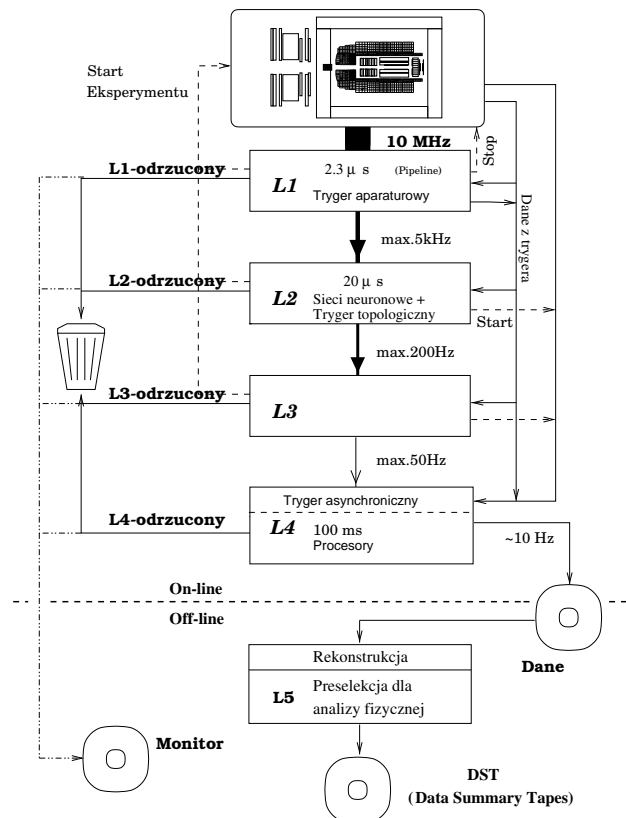 Start
Eksperymentu
10 MHz
Stop
L1-odrzucony
2.3 μ s (Pipeline)
L1
Tryger aparaturowy
Dane z trygera
max.5kHz
L2-odrzucony
20 μ s
L2
Sieci neuronowe +
Tryger topologiczny
Start
max.200Hz
L3-odrzucony
L3
max.50Hz
Tryger asynchroniczny
L4-odrzucony
L4
100 ms
Procesory
~10 Hz
On-line
Off-line
Rekonstrukcja
Dane
L5
Preselekcja dla
analizy fizycznej
Monitor
DST
(Data Summary Tapes)